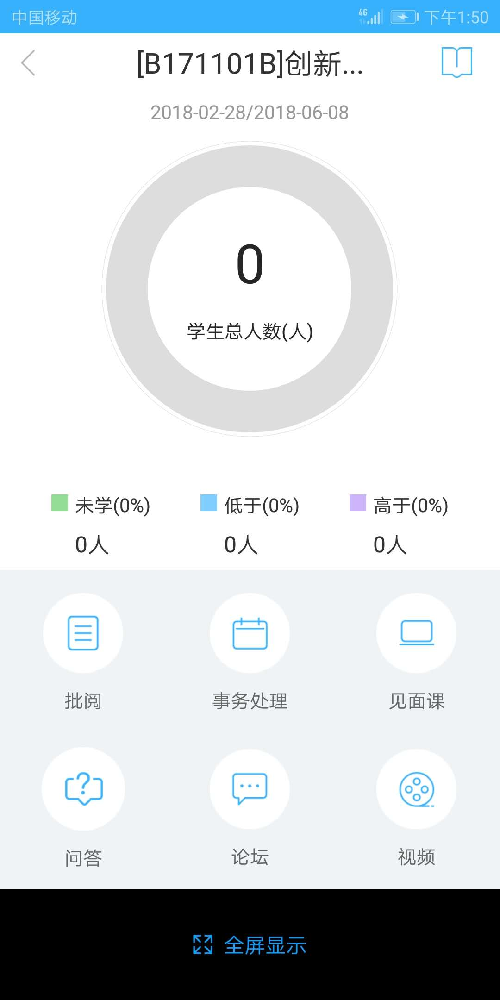 中国移动 4G 下午1:50
[B171101B]创新...
2018-02-28/2018-06-08
0
学生总人数(人)
未学(0%) 低于(0%) 高于(0%)
0人 0人 0人
批阅 事务处理 见面课
问答 论坛 视频
全屏显示